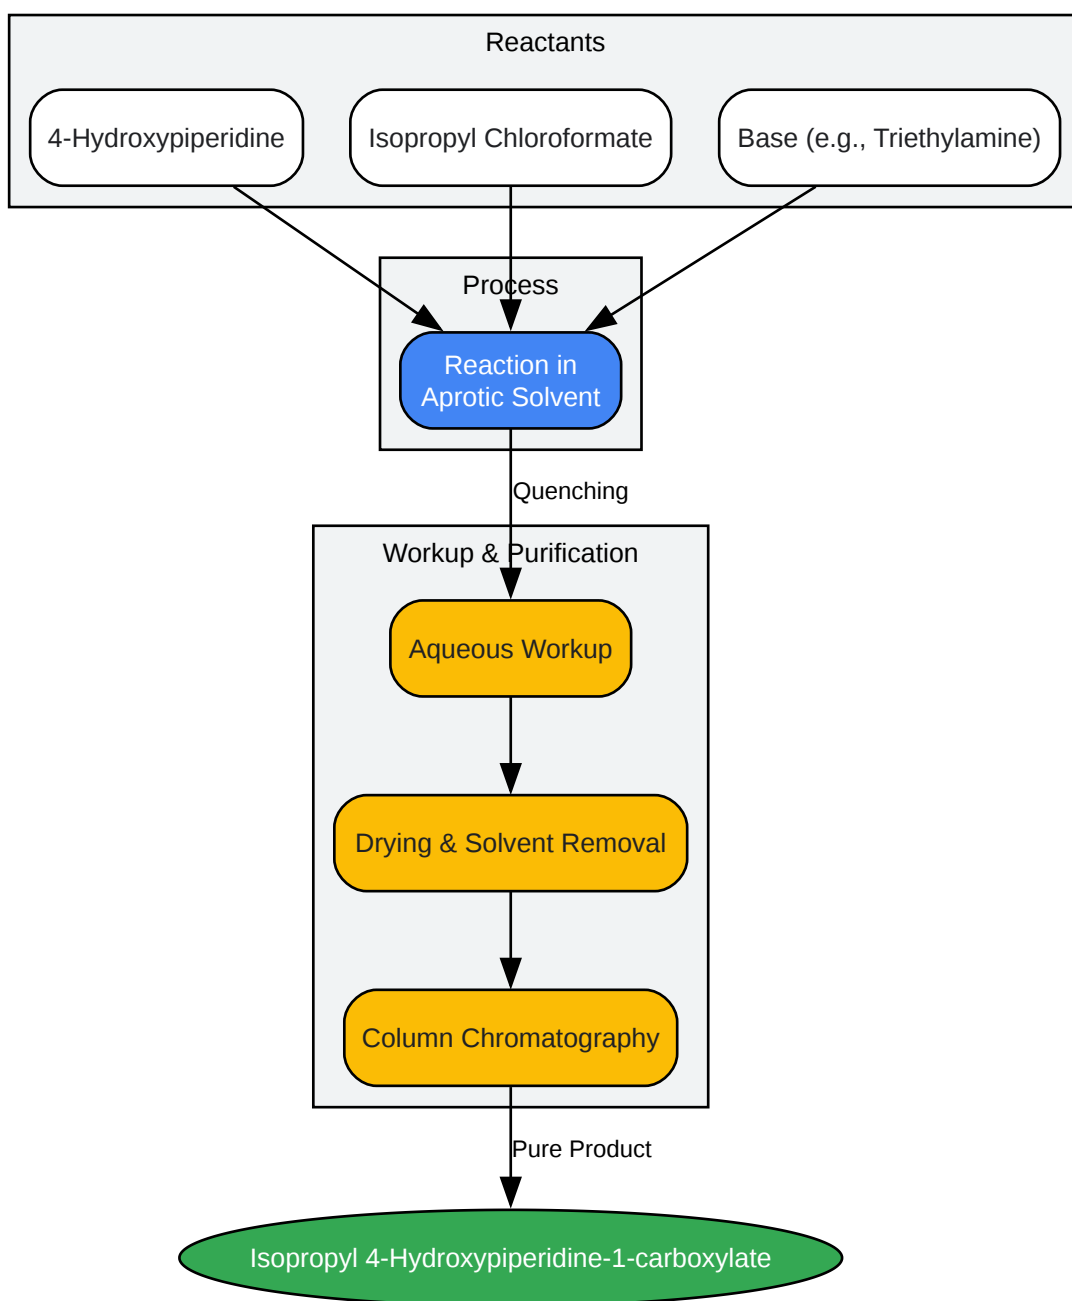 Reactants
4-Hydroxypiperidine
Isopropyl Chloroformate
Base (e.g., Triethylamine)
Process
Reaction in
Aprotic Solvent
Quenching
Workup & Purification
Aqueous Workup
Drying & Solvent Removal
Column Chromatography
Pure Product
Isopropyl 4-Hydroxypiperidine-1-carboxylate